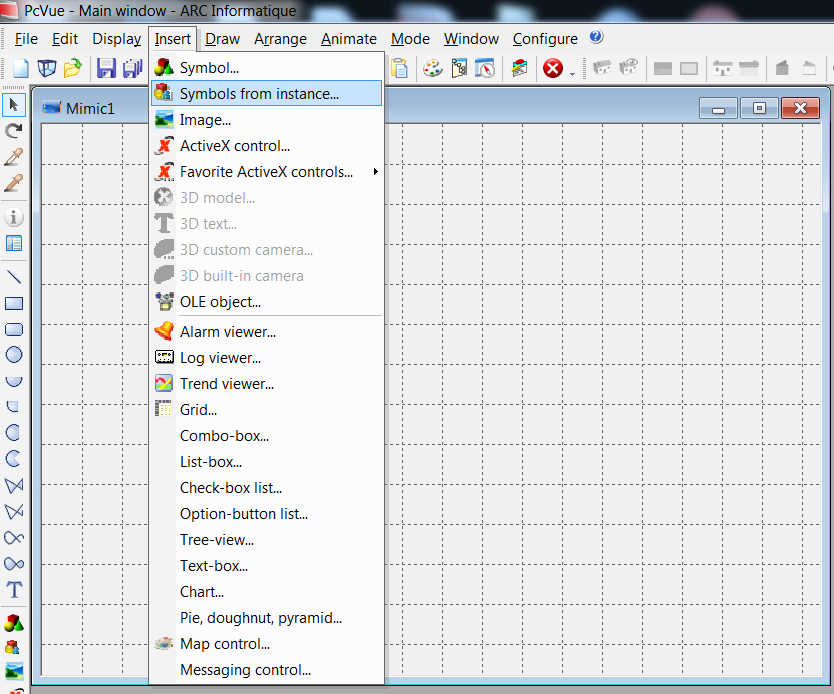 PcVue - Main window - ARC Informatique
File Edit Display Insert Draw Arrange Animate Mode Window Configure
Mimic1
Symbol...
Symbols from instance...
Image...
ActiveX control...
Favorite ActiveX controls...
3D model...
3D text...
3D custom camera...
3D built-in camera
OLE object...
Alarm viewer...
Log viewer...
Trend viewer...
Grid...
Combo-box...
List-box...
Check-box list...
Option-button list...
Tree-view...
Text-box...
Chart...
Pie, doughnut, pyramid...
Map control...
Messaging control...